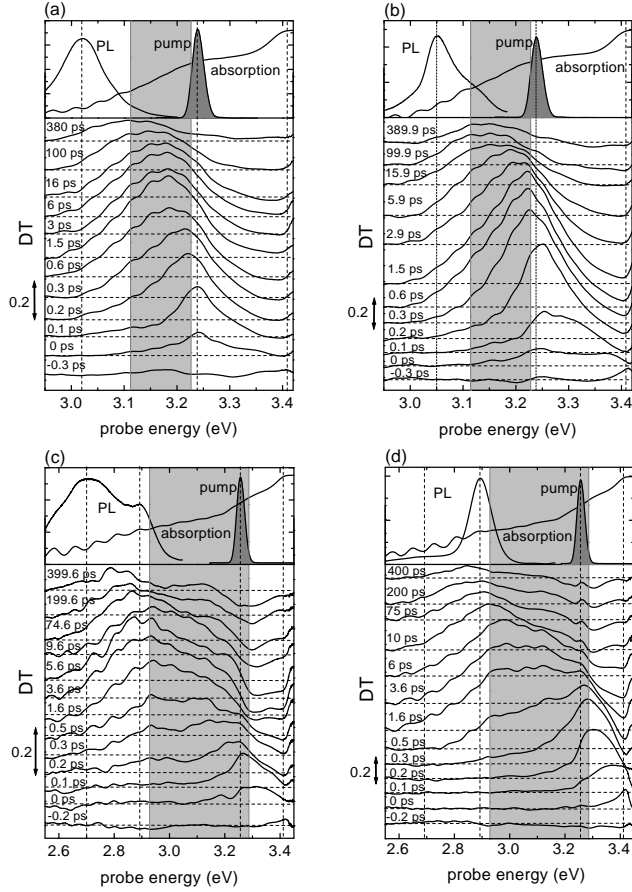 (a)
PL
pump
absorption
380 ps
100 ps
16 ps
6 ps
3 ps
1.5 ps
0.6 ps
0.3 ps
0.2 ps
0.1 ps
0 ps
-0.3 ps
DT
0.2
3.0 3.1 3.2 3.3 3.4
probe energy (eV)
(b)
PL
pump
absorption
389.9 ps
99.9 ps
15.9 ps
5.9 ps
2.9 ps
1.5 ps
0.6 ps
0.3 ps
0.2 ps
0.1 ps
0 ps
-0.3 ps
DT
0.2
3.0 3.1 3.2 3.3 3.4
probe energy (eV)
(c)
PL
pump
absorption
399.6 ps
199.6 ps
74.6 ps
9.6 ps
5.6 ps
3.6 ps
1.6 ps
0.5 ps
0.3 ps
0.2 ps
0.1 ps
0 ps
-0.2 ps
DT
0.2
2.6 2.8 3.0 3.2 3.4
probe energy (eV)
(d)
PL
pump
absorption
400 ps
200 ps
75 ps
10 ps
6 ps
3.6 ps
1.6 ps
0.5 ps
0.3 ps
0.2 ps
0.1 ps
0 ps
-0.2 ps
DT
0.2
2.6 2.8 3.0 3.2 3.4
probe energy (eV)